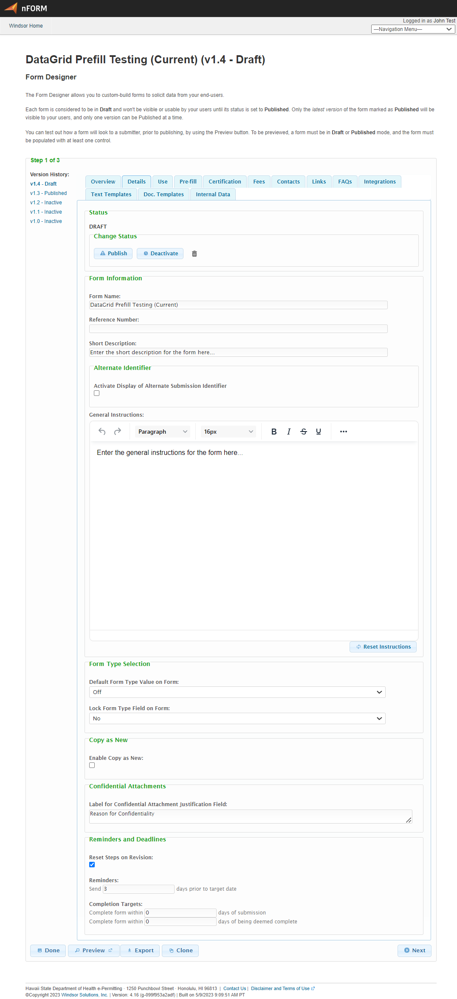 nFORM
Windsor Home
Logged in as John Test
—Navigation Menu—
DataGrid Prefill Testing (Current) (v1.4 - Draft)
Form Designer
The Form Designer allows you to custom-build forms to solicit data from your end-users.
Each form is considered to be in Draft and won't be visible or usable by your users until its status is set to Published. Only the latest version of the form marked as Published will be
visible to your users, and only one version can be Published at a time.
You can test out how a form will look to a submitter, prior to publishing, by using the Preview button. To be previewed, a form must be in Draft or Published mode, and the form must
be populated with at least one control.
Step 1 of 3
Version History:
v1.4 - Draft
v1.3 - Published
v1.2 - Inactive
v1.1 - Inactive
v1.0 - Inactive
Overview Details Use Pre-fill Certification Fees Contacts Links FAQs Integrations
Text Templates Doc. Templates Internal Data
Status
DRAFT
Change Status
Publish Deactivate
Form Information
Form Name:
DataGrid Prefill Testing (Current)
Reference Number:
Short Description:
Enter the short description for the form here...
Alternate Identifier
Activate Display of Alternate Submission Identifier
General Instructions:
Paragraph 16px B I S U
Enter the general instructions for the form here...
Reset Instructions
Form Type Selection
Default Form Type Value on Form:
Off
Lock Form Type Field on Form:
No
Copy as New
Enable Copy as New:
Confidential Attachments
Label for Confidential Attachment Justification Field:
Reason for Confidentiality
Reminders and Deadlines
Reset Steps on Revision:
Reminders:
Send 3 days prior to target date
Completion Targets:
Complete form within 0 days of submission
Complete form within 0 days of being deemed complete
Done Preview Export Clone Next
Hawaii State Department of Health e-Permitting · 1250 Punchbowl Street · Honolulu, HI 96813 | Contact Us | Disclaimer and Terms of Use
©Copyright 2023 Windsor Solutions, Inc. | Version: 4.16 (g-099f953a2adf) | Built on 5/9/2023 9:09:51 AM PT